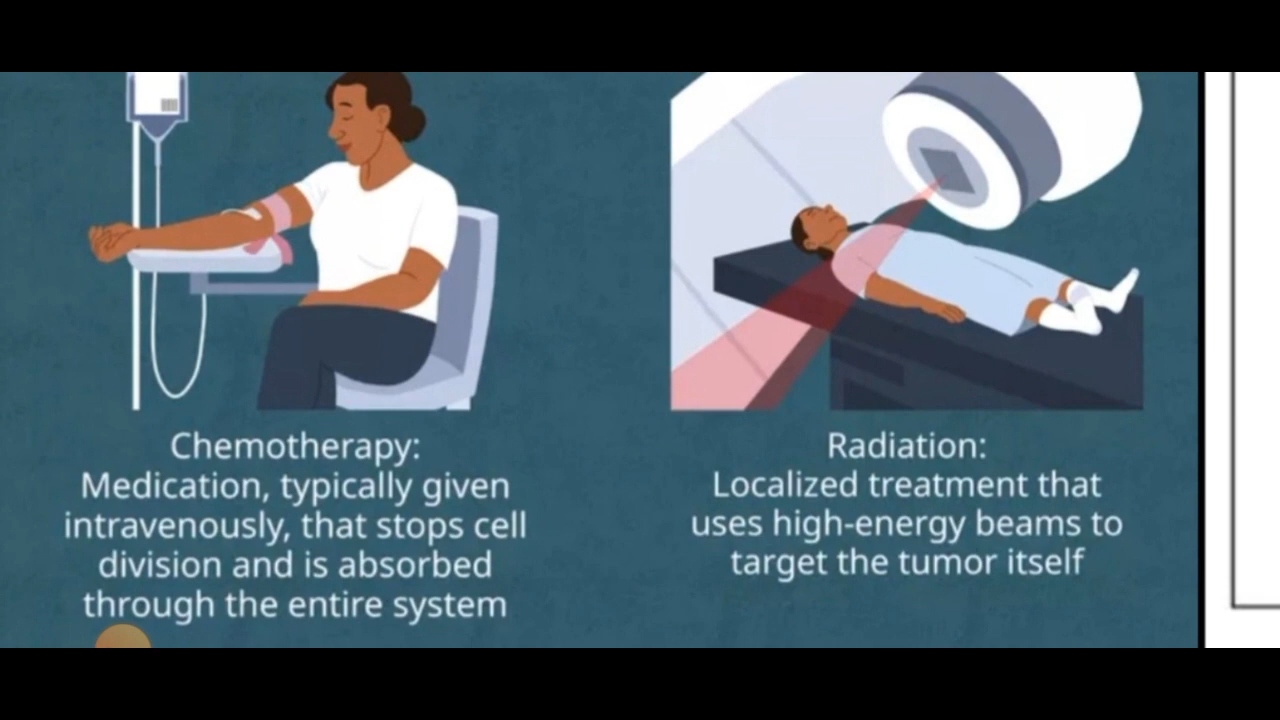 Chemotherapy:
Medication, typically given
intravenously, that stops cell
division and is absorbed
through the entire system
Radiation:
Localized treatment that
uses high-energy beams to
target the tumor itself